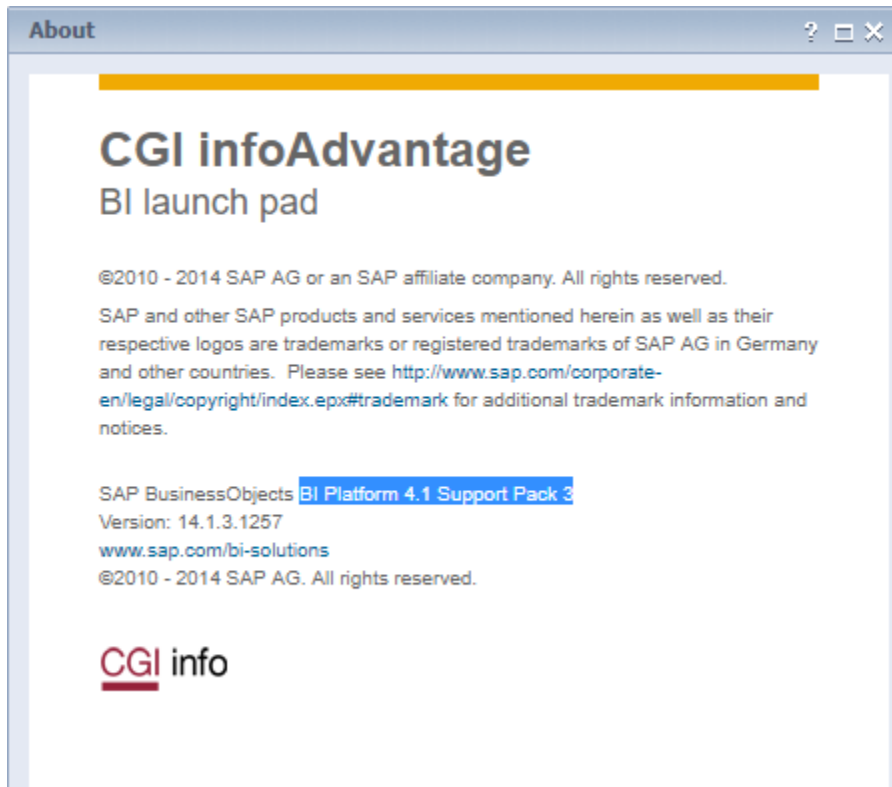 About
CGI infoAdvantage
BI launch pad
©2010 - 2014 SAP AG or an SAP affiliate company. All rights reserved.
SAP and other SAP products and services mentioned herein as well as their
respective logos are trademarks or registered trademarks of SAP AG in Germany
and other countries.  Please see http://www.sap.com/corporate-
en/legal/copyright/index.epx#trademark for additional trademark information and
notices.
SAP BusinessObjects BI Platform 4.1 Support Pack 3
Version: 14.1.3.1257
www.sap.com/bi-solutions
©2010 - 2014 SAP AG. All rights reserved.
CGI info